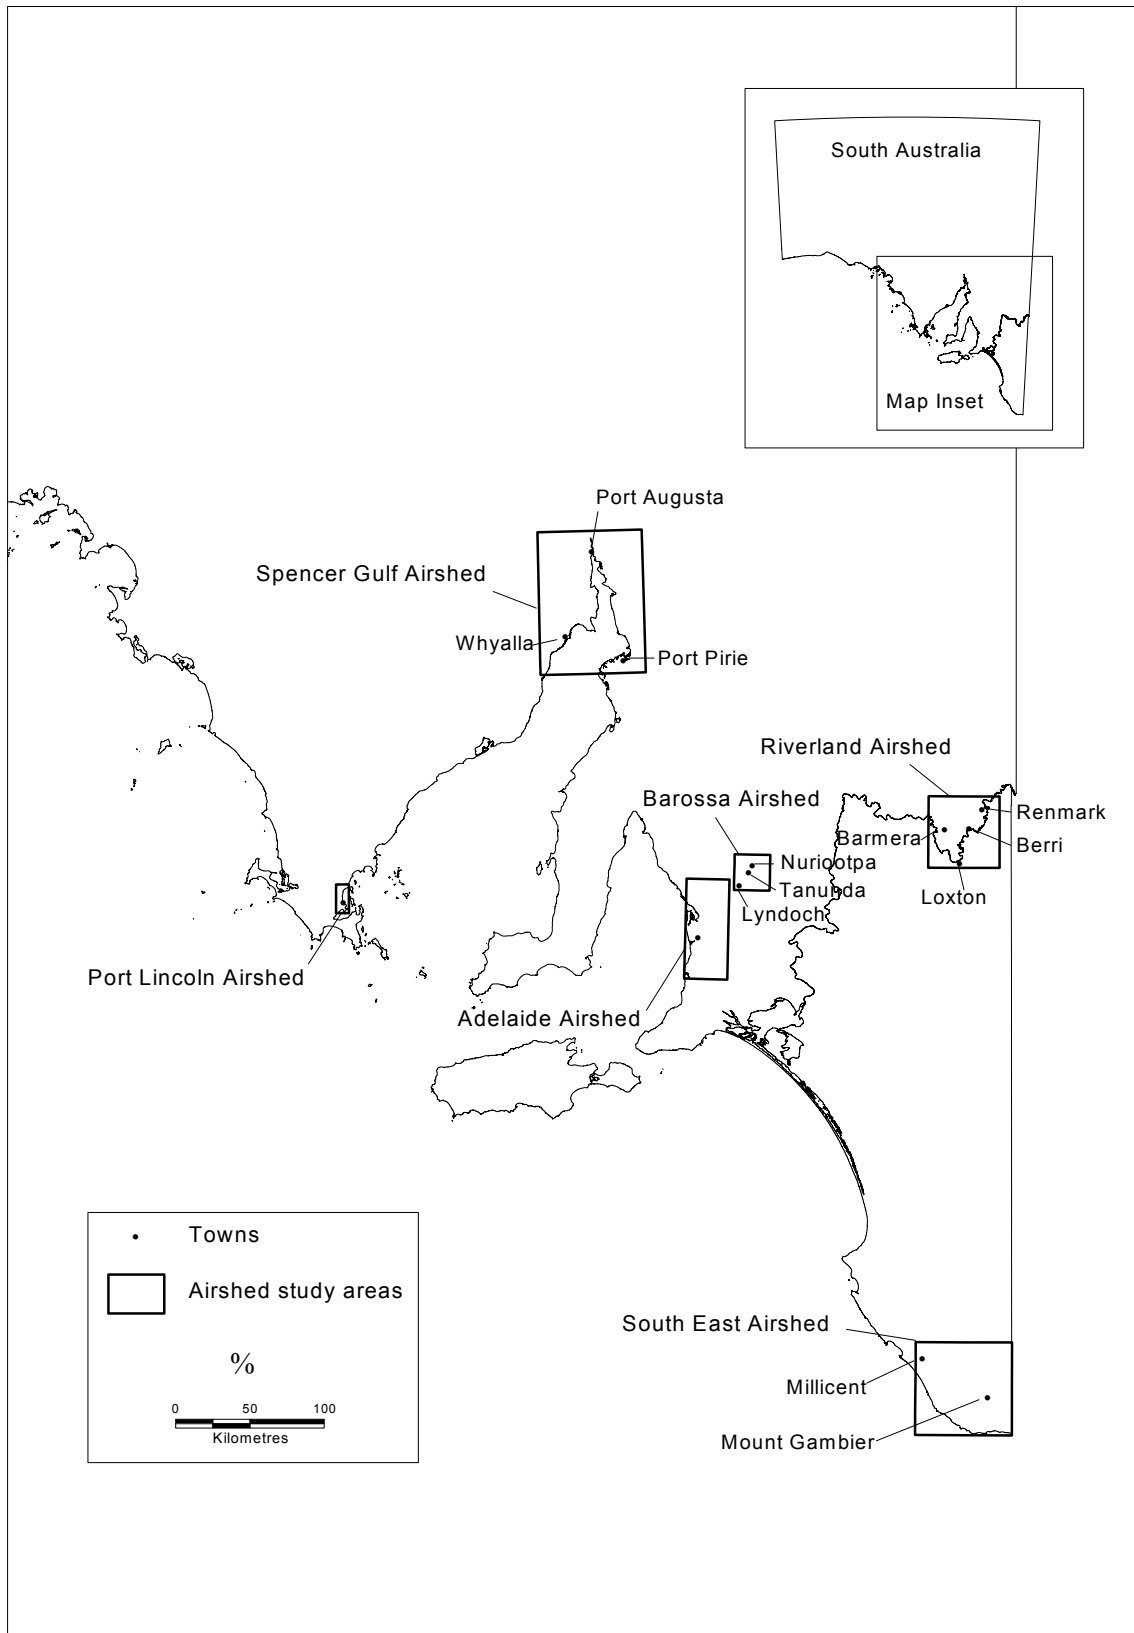 South Australia
Map Inset
Port Augusta
Spencer Gulf Airshed
Whyalla
Port Pirie
Riverland Airshed
Barossa Airshed
Renmark
Barmera
Berri
Nuriootpa
Tanunda
Loxton
Lyndoch
Port Lincoln Airshed
Adelaide Airshed
Towns
Airshed study areas
%
0 50 100
Kilometres
South East Airshed
Millicent
Mount Gambier